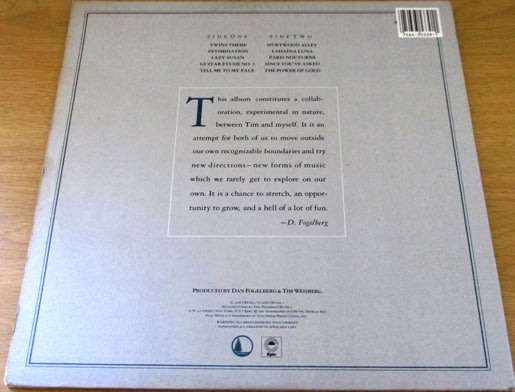 SIDE ONE
TWINS THEME
INTIMIDATION
LAZY SUSAN
GUITAR ETUDE NO. 3
TELL ME TO MY FACE
SIDE TWO
HURTWOOD ALLEY
LAHAINA LUNA
PARIS NOCTURNE
SINCE YOU'VE ASKED
THE POWER OF GOLD
This album constitutes a collab-
oration, experimental in nature,
between Tim and myself. It is an
attempt for both of us to move outside
our own recognizable boundaries and try
new directions—new forms of music
which we rarely get to explore on our
own. It is a chance to stretch, an oppor-
tunity to grow, and a hell of a lot of fun.
—D. Fogelberg
PRODUCED BY DAN FOGELBERG & TIM WEISBERG.
Epic